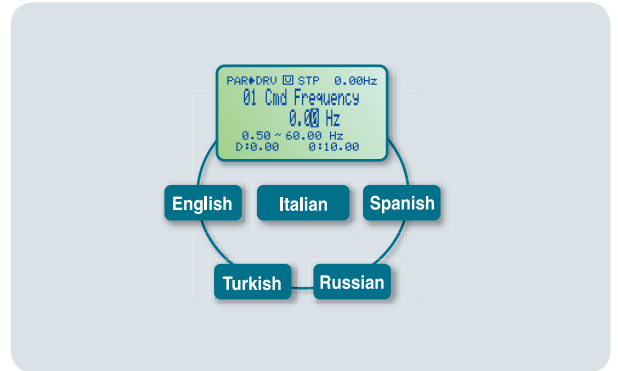 PAR➧DRV U STP 0.00Hz
01 Cmd Frequency
0.00 Hz
0.50 ~ 60.00 Hz
D:0.00 0:10.00
English Italian Spanish
Turkish Russian